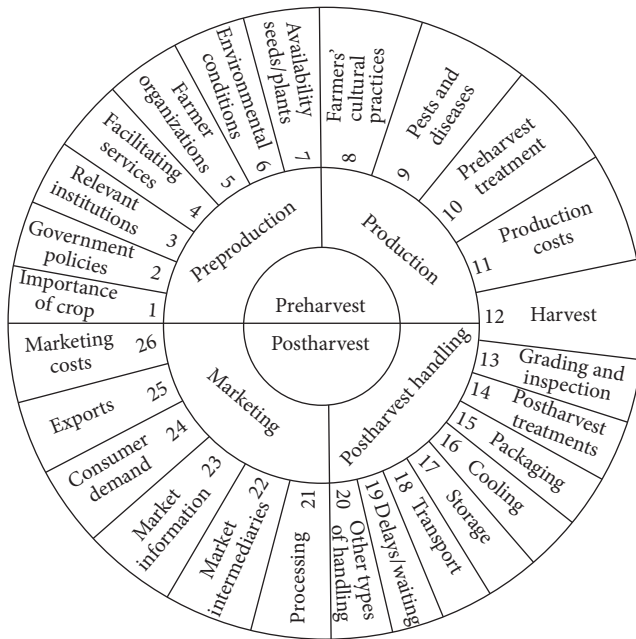 Importance
of crop
1
Government
policies
2
Relevant
institutions
3
Facilitating
services
4
Farmer
organizations
5
Environmental
conditions
6
Availability
seeds/plants
7
Farmers'
cultural
practices
8
Pests and
diseases
9
Preharvest
treatment
10
Production
costs
11
12 Harvest
13 Grading and
inspection
14 Postharvest
treatments
15 Packaging
16 Cooling
17 Storage
18 Transport
19 Delays/waiting
20 Other types
of handling
Processing 21
Market
intermediaries
22
Market
information
23
Consumer
demand
24
Exports 25
Marketing
costs
26
Preproduction
Production
Postharvest handling
Marketing
Preharvest
Postharvest